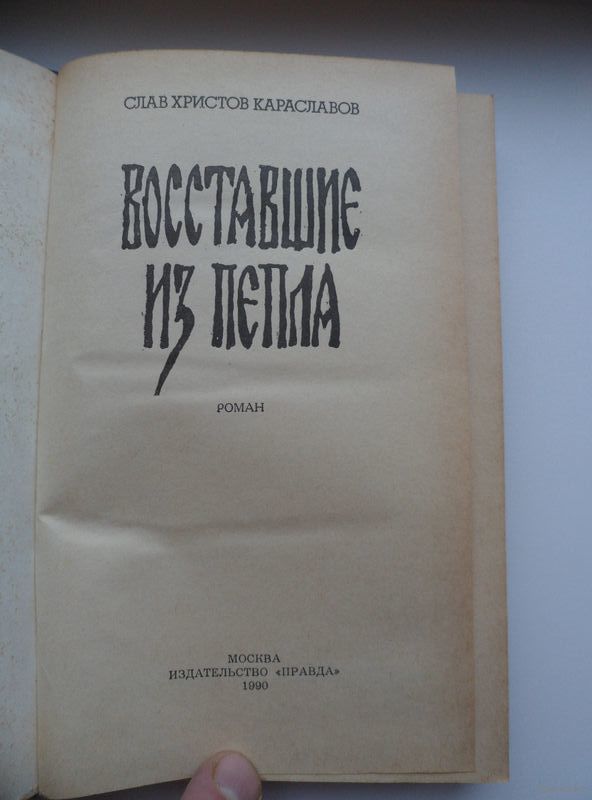 СЛАВ ХРИСТОВ КАРАСЛАВОВ
ВОССТАВШИЕ
ИЗ ПЕПЛА
РОМАН
МОСКВА
ИЗДАТЕЛЬСТВО «ПРАВДА»
1990